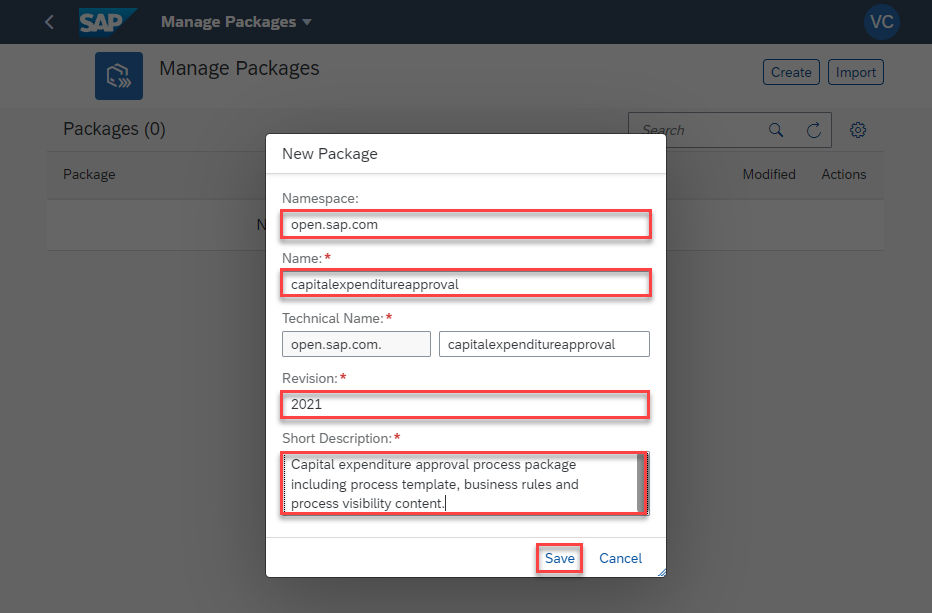 SAP Manage Packages VC
Manage Packages
Create Import
Packages (0)
Search
Package Modified Actions
N
New Package
Namespace:
open.sap.com
Name:*
capitalexpenditureapproval
Technical Name:*
open.sap.com. capitalexpenditureapproval
Revision:*
2021
Short Description:*
Capital expenditure approval process package
including process template, business rules and
process visibility content.
Save Cancel